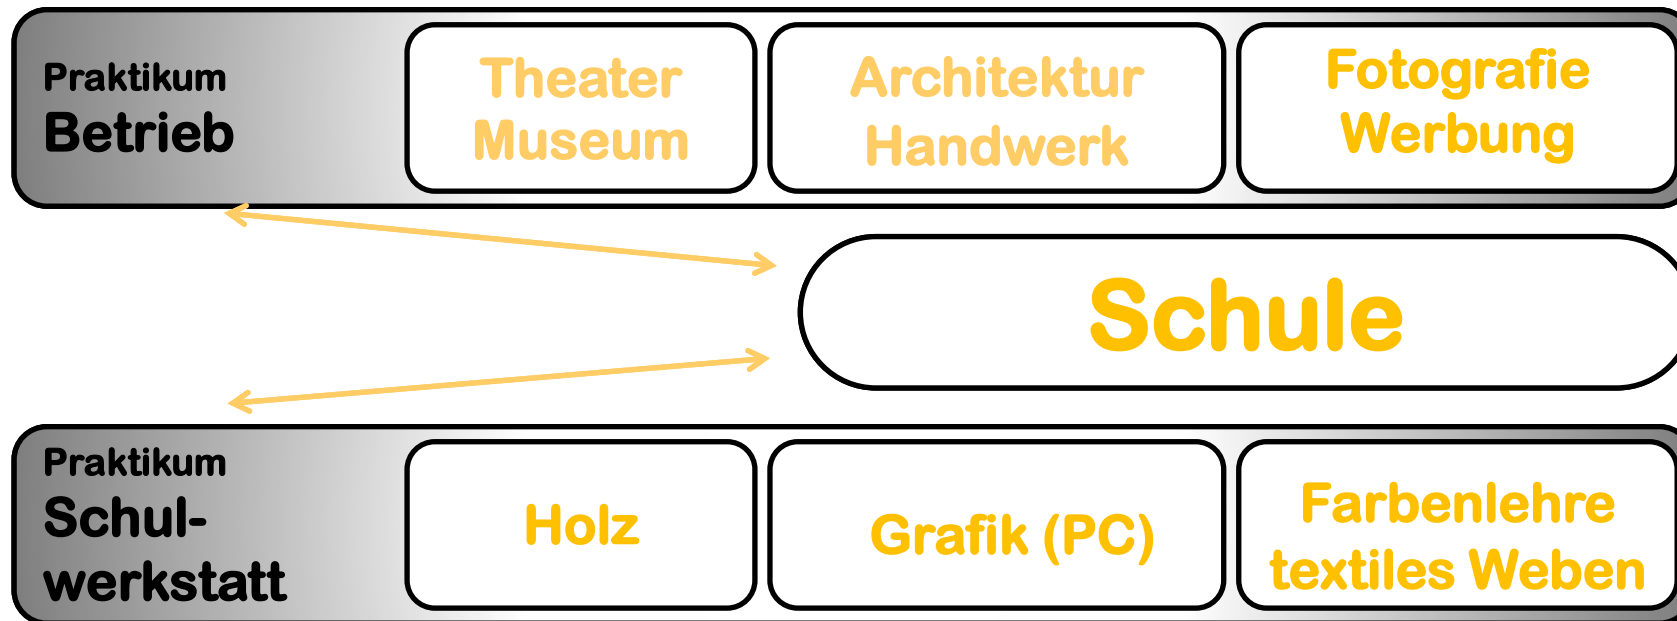 Praktikum
Betrieb
Theater
Museum
Architektur
Handwerk
Fotografie
Werbung
Schule
Praktikum
Schul-
werkstatt
Holz
Grafik (PC)
Farbenlehre
textiles Weben